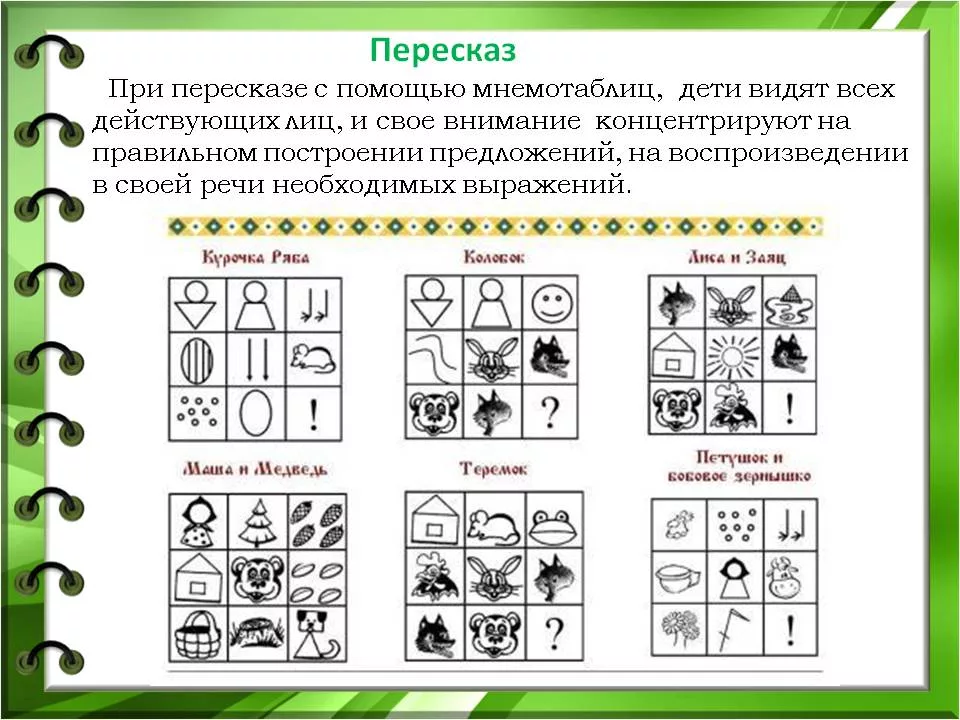 Пересказ
При пересказе с помощью мнемотаблиц, дети видят всех
действующих лиц, и свое внимание концентрируют на
правильном построении предложений, на воспроизведении
в своей речи необходимых выражений.
Курочка Ряба
Колобок
Лиса и Заяц
!
?
!
Маша и Медведь
Теремок
Петушок и
бобовое зернышко
?
!